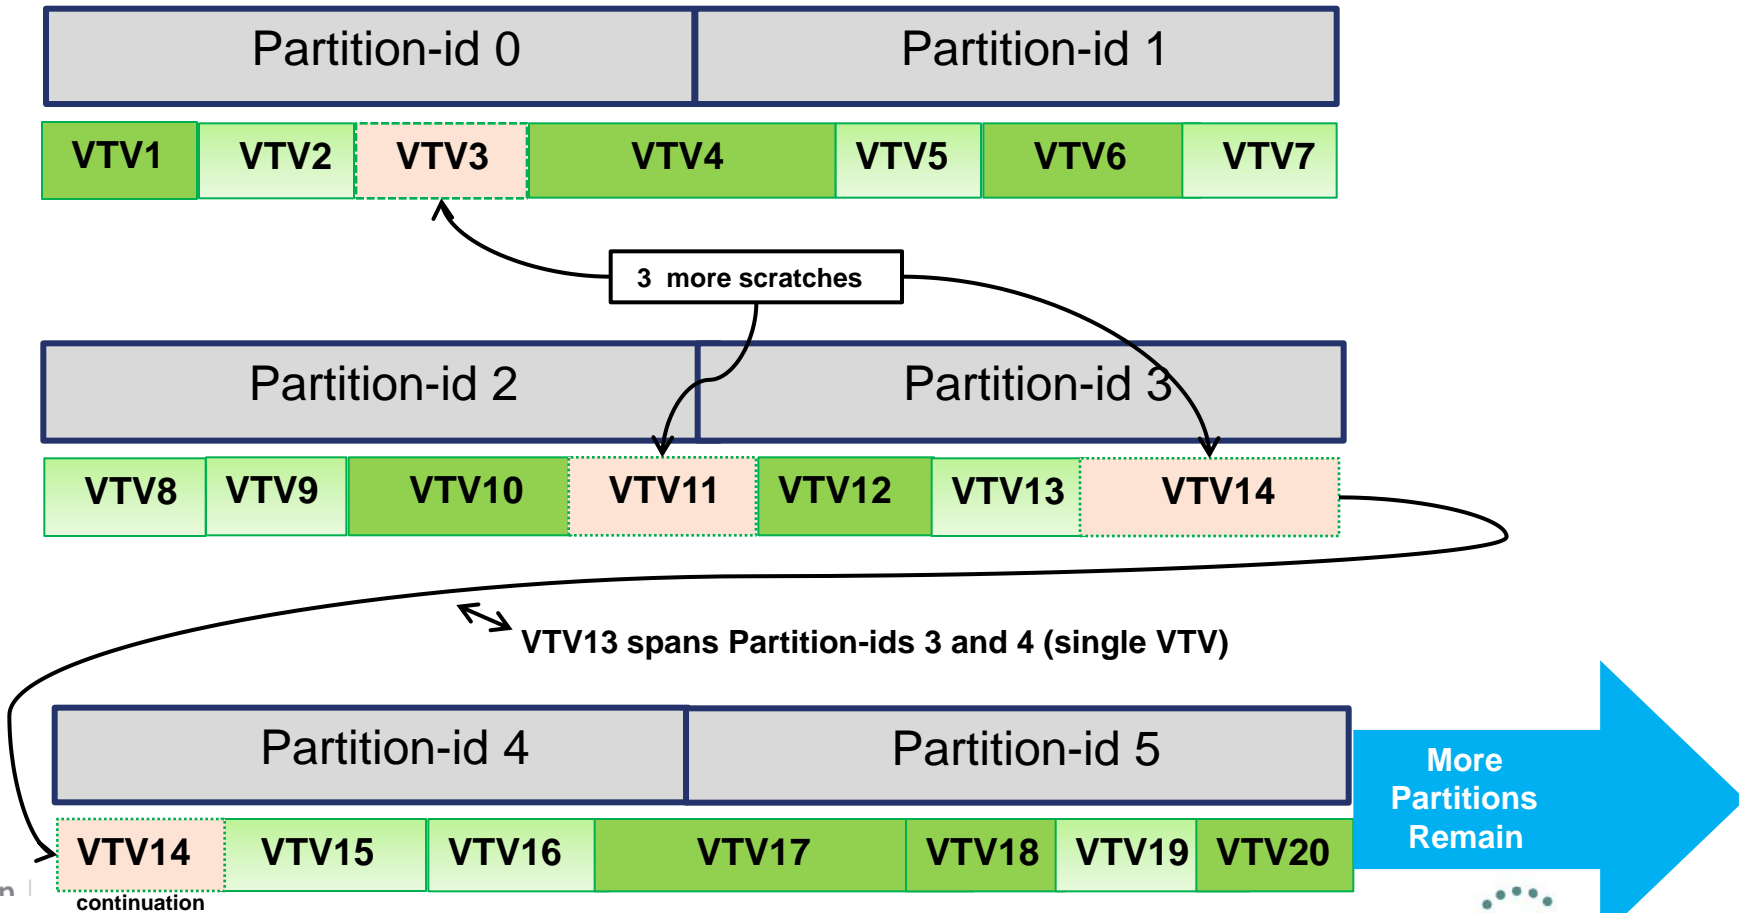 Partition-id 0 Partition-id 1
VTV1 VTV2 VTV3 VTV4 VTV5 VTV6 VTV7
3 more scratches
Partition-id 2 Partition-id 3
VTV8 VTV9 VTV10 VTV11 VTV12 VTV13 VTV14
VTV13 spans Partition-ids 3 and 4 (single VTV)
Partition-id 4 Partition-id 5
More
Partitions
Remain
VTV14 VTV15 VTV16 VTV17 VTV18 VTV19 VTV20
continuation